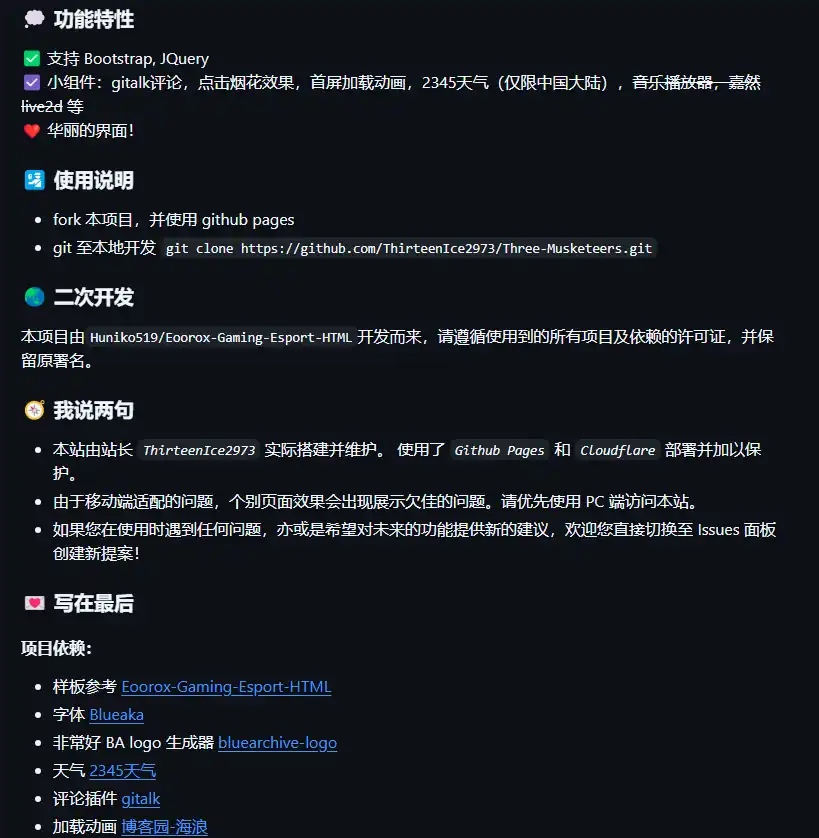 功能特性
支持 Bootstrap, JQuery
小组件：gitalk评论，点击烟花效果，首屏加载动画，2345天气（仅限中国大陆）, 音乐播放器，嘉然
live2d 等
华丽的界面！
使用说明
fork 本项目，并使用 github pages
git 至本地开发 git clone https://github.com/ThirteenIce2973/Three-Musketeers.git
二次开发
本项目由 Huniko519/Eoorox-Gaming-Esport-HTML 开发而来，请遵循使用到的所有项目及依赖的许可证，并保
留原署名。
我说两句
本站由站长 ThirteenIce2973 实际搭建并维护。 使用了 Github Pages 和 Cloudflare 部署并加以保
护。
由于移动端适配的问题，个别页面效果会出现展示欠佳的问题。请优先使用 PC 端访问本站。
如果您在使用时遇到任何问题，亦或是希望对未来的功能提供新的建议，欢迎您直接切换至 Issues 面板
创建新提案！
写在最后
项目依赖：
样板参考 Eoorox-Gaming-Esport-HTML
字体 Blueaka
非常好 BA logo 生成器 bluearchive-logo
天气 2345天气
评论插件 gitalk
加载动画 博客园-海浪